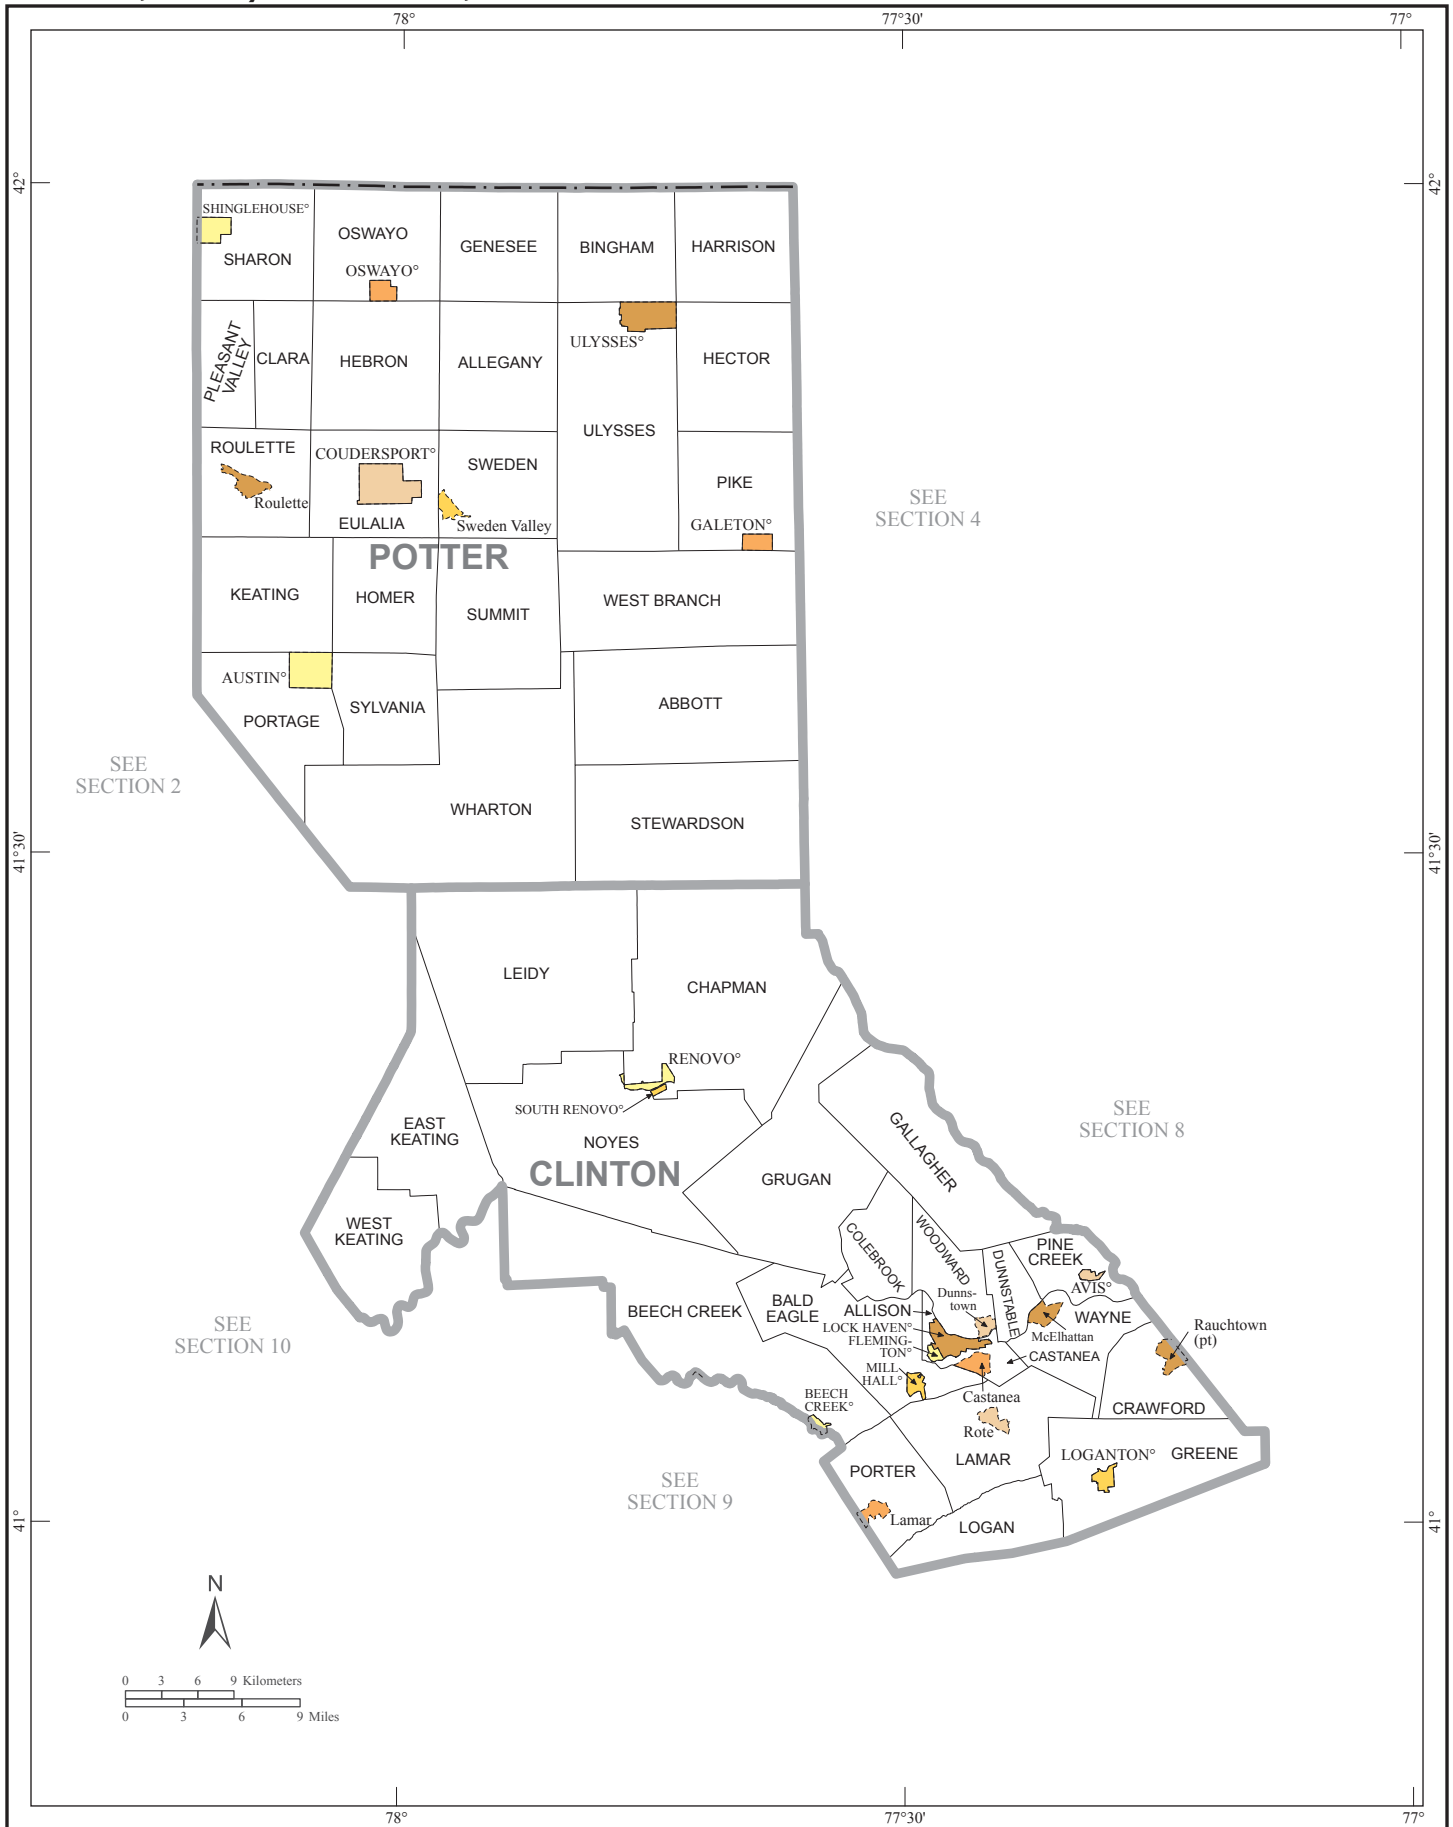 78°
77°30'
77°
42°
42°
SHINGLEHOUSE°
SHARON
OSWAYO
OSWAYO°
GENESEE
BINGHAM
HARRISON
PLEASANT
VALLEY
CLARA
HEBRON
ALLEGANY
ULYSSES°
HECTOR
ULYSSES
ROULETTE
Roulette
COUDERSPORT°
EULALIA
SWEDEN
Sweden Valley
PIKE
GALETON°
SEE
SECTION 4
POTTER
KEATING
HOMER
SUMMIT
WEST BRANCH
AUSTIN°
PORTAGE
SYLVANIA
ABBOTT
SEE
SECTION 2
WHARTON
STEWARDSON
41°30'
41°30'
LEIDY
CHAPMAN
RENOVO°
SOUTH RENOVO°
EAST
KEATING
NOYES
CLINTON
GALLAGHER
SEE
SECTION 8
GRUGAN
WEST
KEATING
COLEBROOK
WOODWARD
DUNNSTABLE
PINE
CREEK
AVIS°
SEE
SECTION 10
BEECH CREEK
BALD
EAGLE
ALLISON
Dunns-
town
WAYNE
LOCK HAVEN°
FLEMING-
TON°
McElhattan
CASTANEA
Rauchtown
(pt)
MILL
HALL°
Castanea
BEECH
CREEK°
Rote
CRAWFORD
LAMAR
LOGANTON°
GREENE
PORTER
SEE
SECTION 9
Lamar
LOGAN
41°
41°
N
0 3 6 9 Kilometers
0 3 6 9 Miles
78°
77°30'
77°